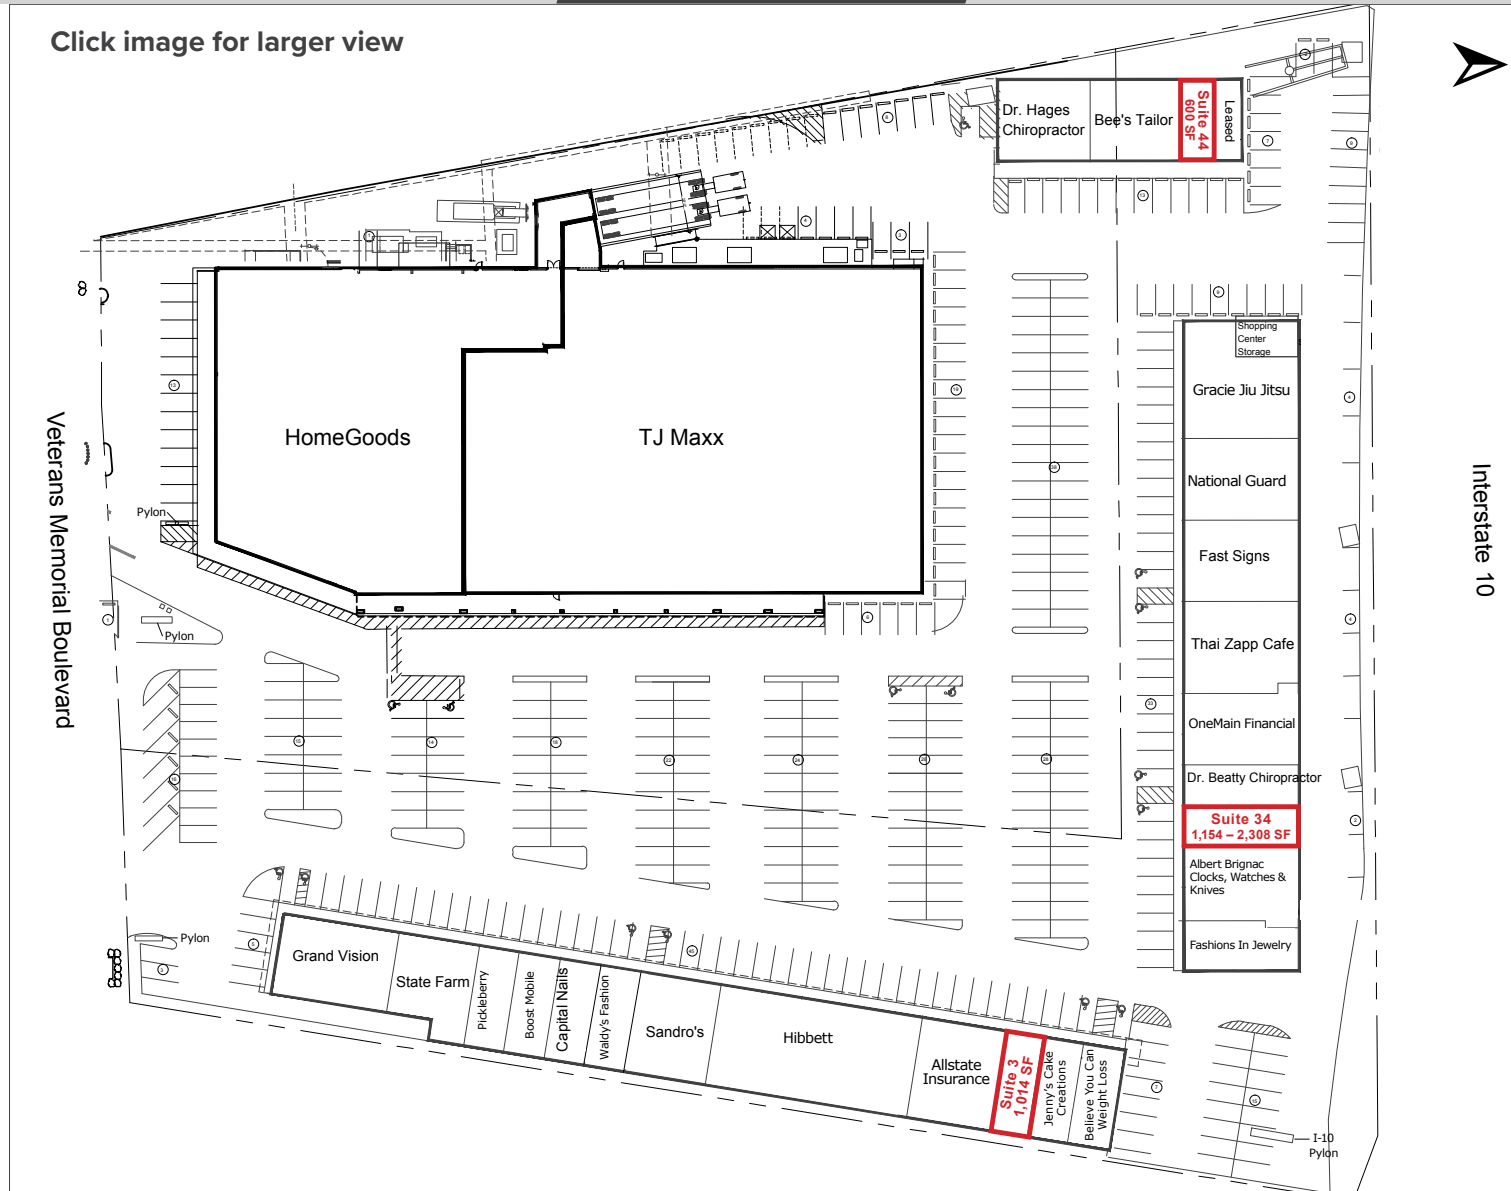 Click image for larger view
Dr. Hages
Chiropractor
Bee's Tailor
Suite 44
600 SF
Leased
HomeGoods
TJ Maxx
Shopping
Center
Storage
Gracie Jiu Jitsu
National Guard
Fast Signs
Thai Zapp Cafe
OneMain Financial
Dr. Beatty Chiropractor
Suite 34
1,154 – 2,308 SF
Albert Brignac
Clocks, Watches &
Knives
Fashions In Jewelry
Interstate 10
Veterans Memorial Boulevard
Pylon
Pylon
Pylon
Grand Vision
State Farm
Pickleberry
Boost Mobile
Capital Nails
Waldy's Fashion
Sandro's
Hibbett
Allstate
Insurance
Suite 3
1,014 SF
Jenny's Cake
Creations
Believe You Can
Weight Loss
I-10
Pylon